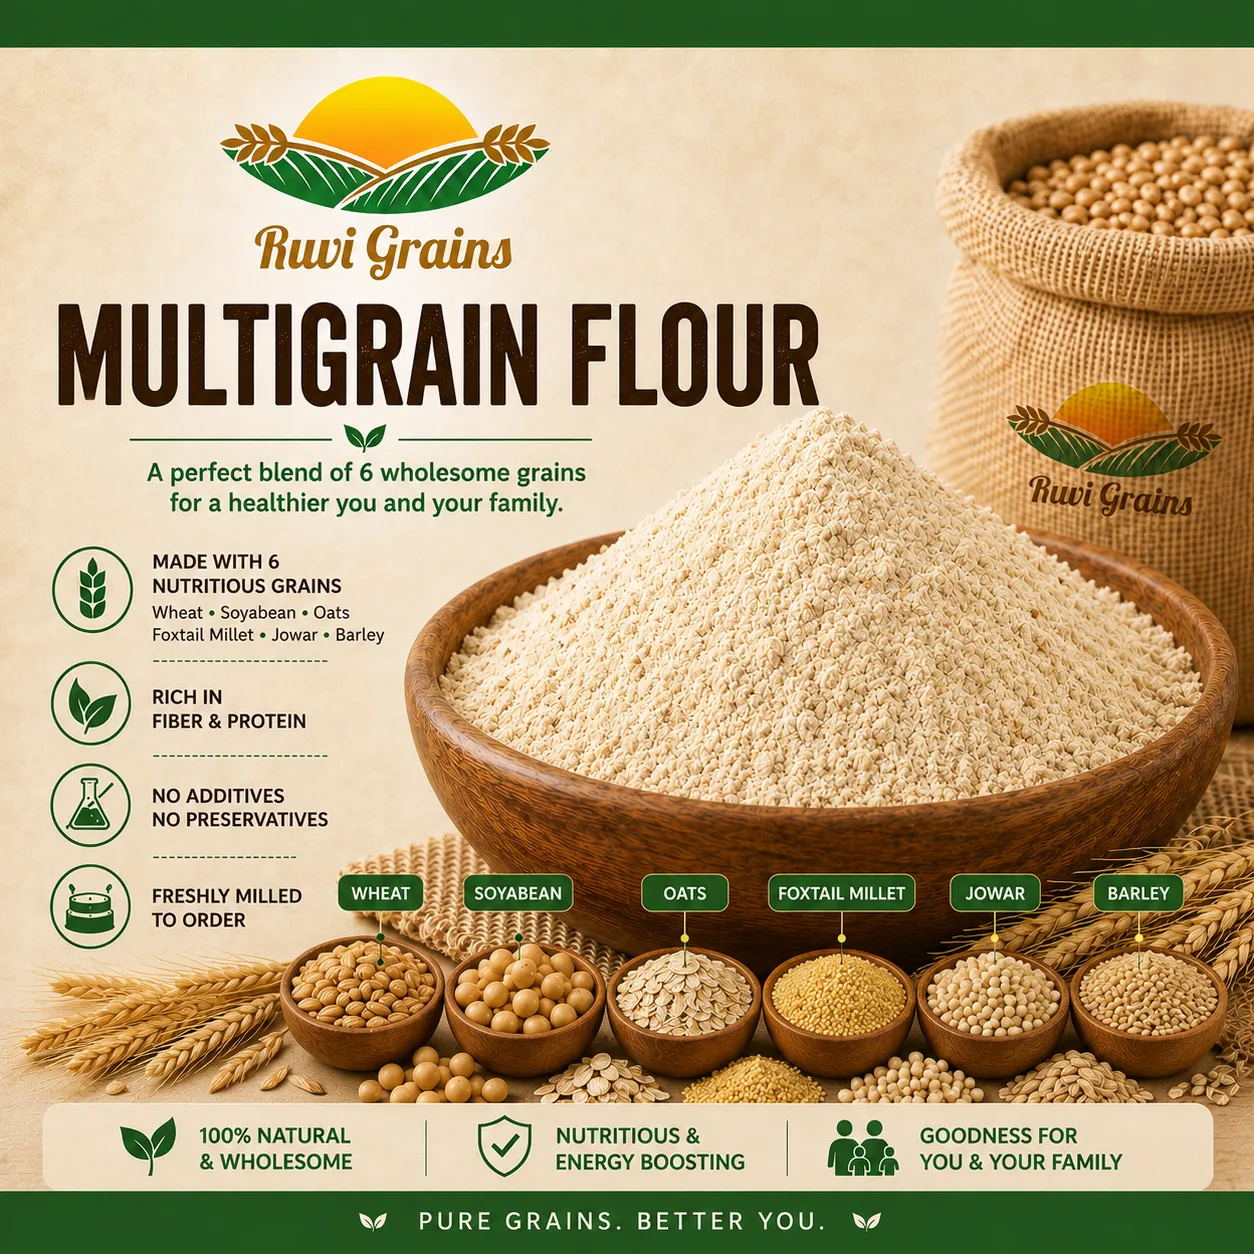 Ruvi Grains
MULTIGRAIN FLOUR
A perfect blend of 6 wholesome grains
for a healthier you and your family.
MADE WITH 6
NUTRITIOUS GRAINS
Wheat • Soyabean • Oats
Foxtail Millet • Jowar • Barley
RICH IN
FIBER & PROTEIN
NO ADDITIVES
NO PRESERVATIVES
FRESHLY MILLED
TO ORDER
Ruvi Grains
WHEAT
SOYABEAN
OATS
FOXTAIL MILLET
JOWAR
BARLEY
100% NATURAL
& WHOLESOME
NUTRITIOUS &
ENERGY BOOSTING
GOODNESS FOR
YOU & YOUR FAMILY
PURE GRAINS. BETTER YOU.